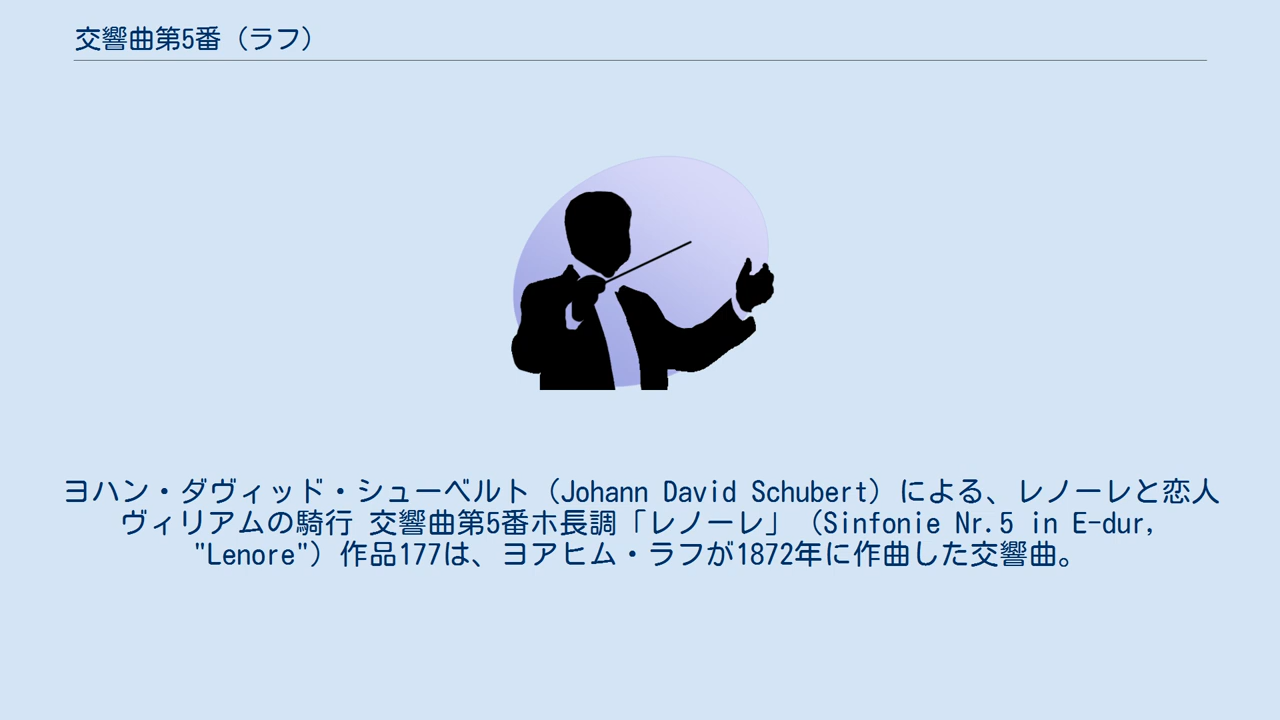 交響曲第5番（ラフ）
ヨハン・ダヴィッド・シューベルト（Johann David Schubert）による、レノーレと恋人
ヴィリアムの騎行 交響曲第5番ホ長調「レノーレ」（Sinfonie Nr.5 in E-dur,
"Lenore"）作品177は、ヨアヒム・ラフが1872年に作曲した交響曲。